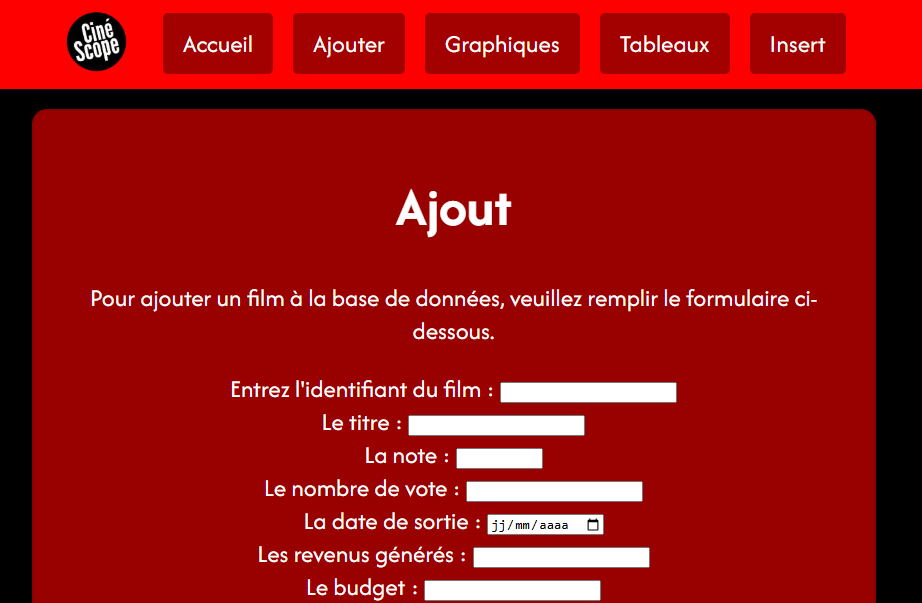 Ciné
Scope
Accueil
Ajouter
Graphiques
Tableaux
Insert
Ajout
Pour ajouter un film à la base de données, veuillez remplir le formulaire ci-
dessous.
Entrez l'identifiant du film :
Le titre :
La note :
Le nombre de vote :
La date de sortie : jj/mm/aaaa
Les revenus générés :
Le budget :